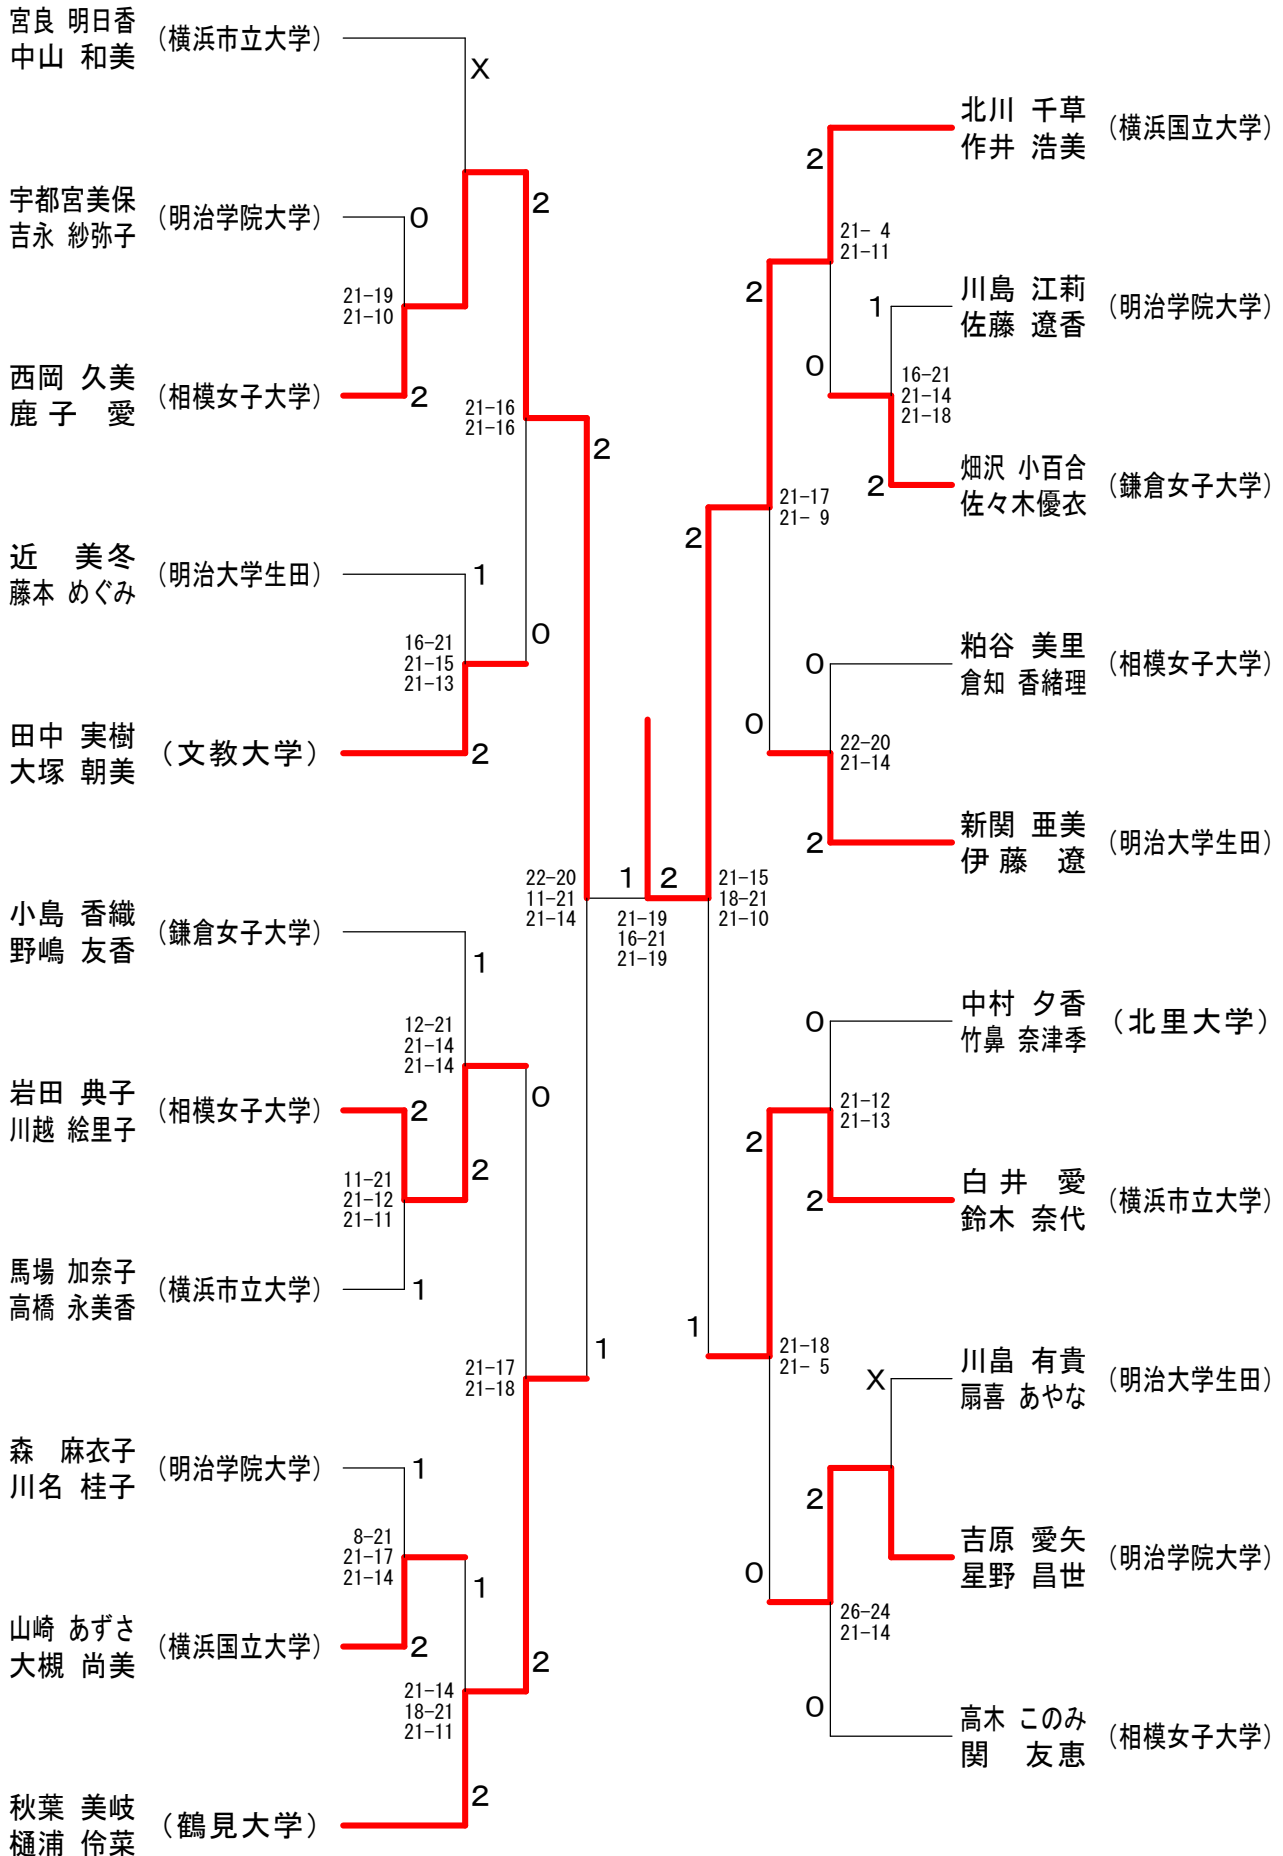 宮良 明日香
中山 和美
(横浜市立大学)
X
宇都宮美保
吉永 紗弥子
(明治学院大学)
0
21-19
21-10
西岡 久美
鹿子 愛
(相模女子大学)
2
2
21-16
21-16
2
近 美冬
藤本 めぐみ
(明治大学生田)
1
16-21
21-15
21-13
0
田中 実樹
大塚 朝美
(文教大学)
2
小島 香織
野嶋 友香
(鎌倉女子大学)
1
12-21
21-14
21-14
0
岩田 典子
川越 絵里子
(相模女子大学)
2
11-21
21-12
21-11
2
馬場 加奈子
高橋 永美香
(横浜市立大学)
1
22-20
11-21
21-14
21-17
21-18
1
森 麻衣子
川名 桂子
(明治学院大学)
1
8-21
21-17
21-14
1
山崎 あずさ
大槻 尚美
(横浜国立大学)
2
21-14
18-21
21-11
2
秋葉 美岐
樋浦 伶菜
(鶴見大学)
2
1
2
21-19
16-21
21-19
北川 千草
作井 浩美
(横浜国立大学)
2
21- 4
21-11
2
川島 江莉
佐藤 遼香
(明治学院大学)
1
0
16-21
21-14
21-18
畑沢 小百合
佐々木優衣
(鎌倉女子大学)
2
21-17
21- 9
2
粕谷 美里
倉知 香緒理
(相模女子大学)
0
0
22-20
21-14
新関 亜美
伊藤 遼
(明治大学生田)
2
21-15
18-21
21-10
中村 夕香
竹鼻 奈津季
(北里大学)
0
21-12
21-13
2
白井 愛
鈴木 奈代
(横浜市立大学)
2
1
21-18
21- 5
川畠 有貴
扇喜 あやな
(明治大学生田)
X
2
吉原 愛矢
星野 昌世
(明治学院大学)
0
26-24
21-14
0
高木 このみ
関 友恵
(相模女子大学)